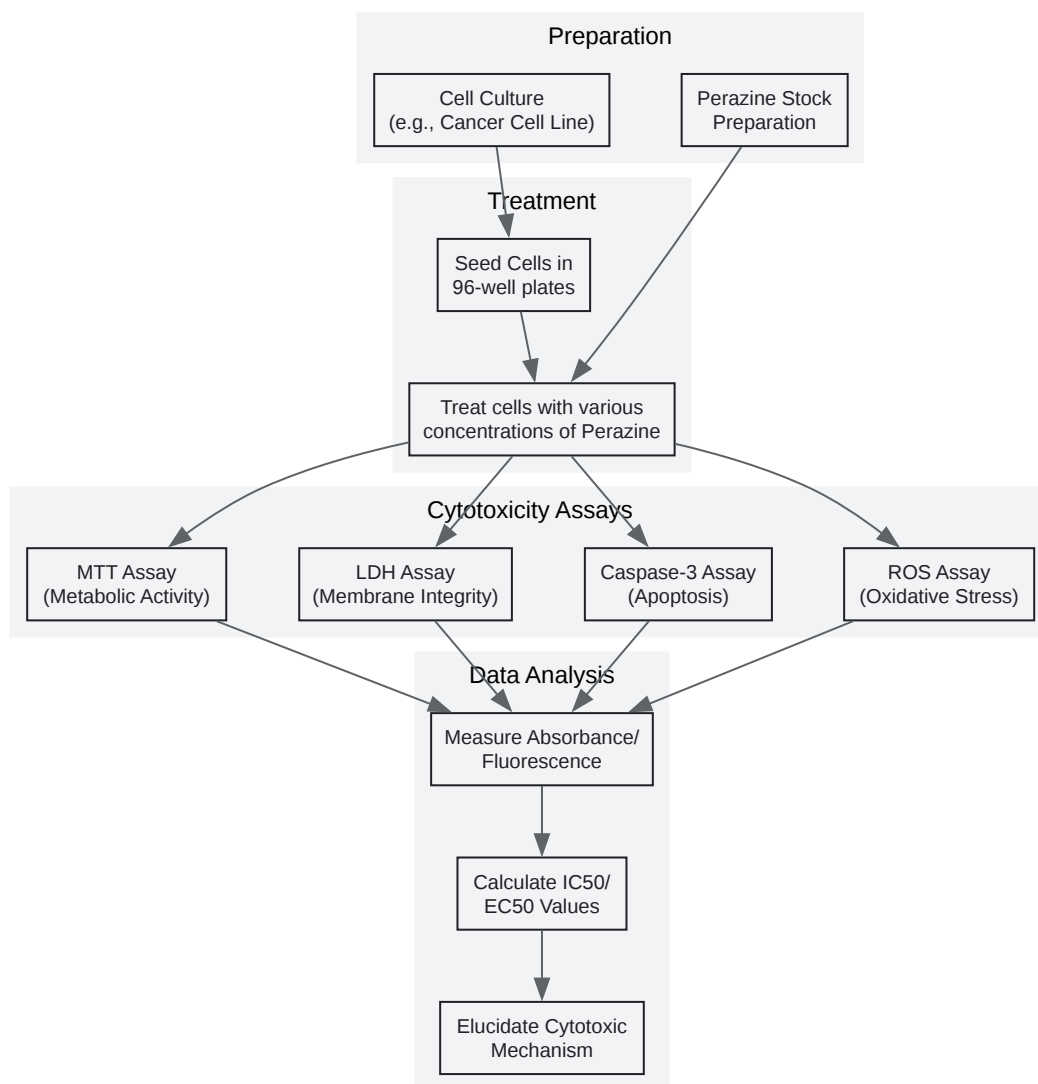 Preparation
Cell Culture
(e.g., Cancer Cell Line)
Perazine Stock
Preparation
Treatment
Seed Cells in
96-well plates
Treat cells with various
concentrations of Perazine
Cytotoxicity Assays
MTT Assay
(Metabolic Activity)
LDH Assay
(Membrane Integrity)
Caspase-3 Assay
(Apoptosis)
ROS Assay
(Oxidative Stress)
Data Analysis
Measure Absorbance/
Fluorescence
Calculate IC50/
EC50 Values
Elucidate Cytotoxic
Mechanism